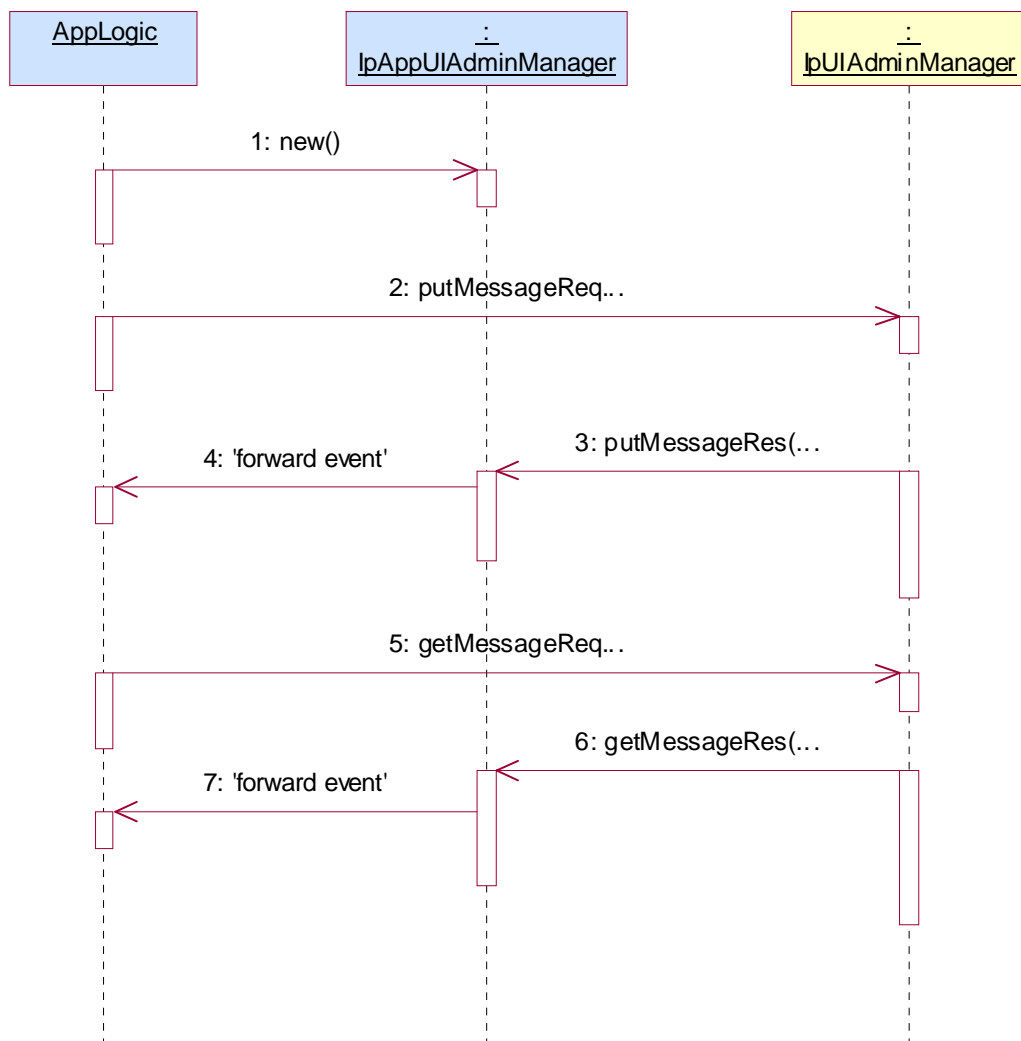 AppLogic
:
IpAppUIAdminManager
:
IpUIAdminManager
1: new()
2: putMessageReq...
3: putMessageRes(...
4: 'forward event'
5: getMessageReq...
6: getMessageRes(...
7: 'forward event'